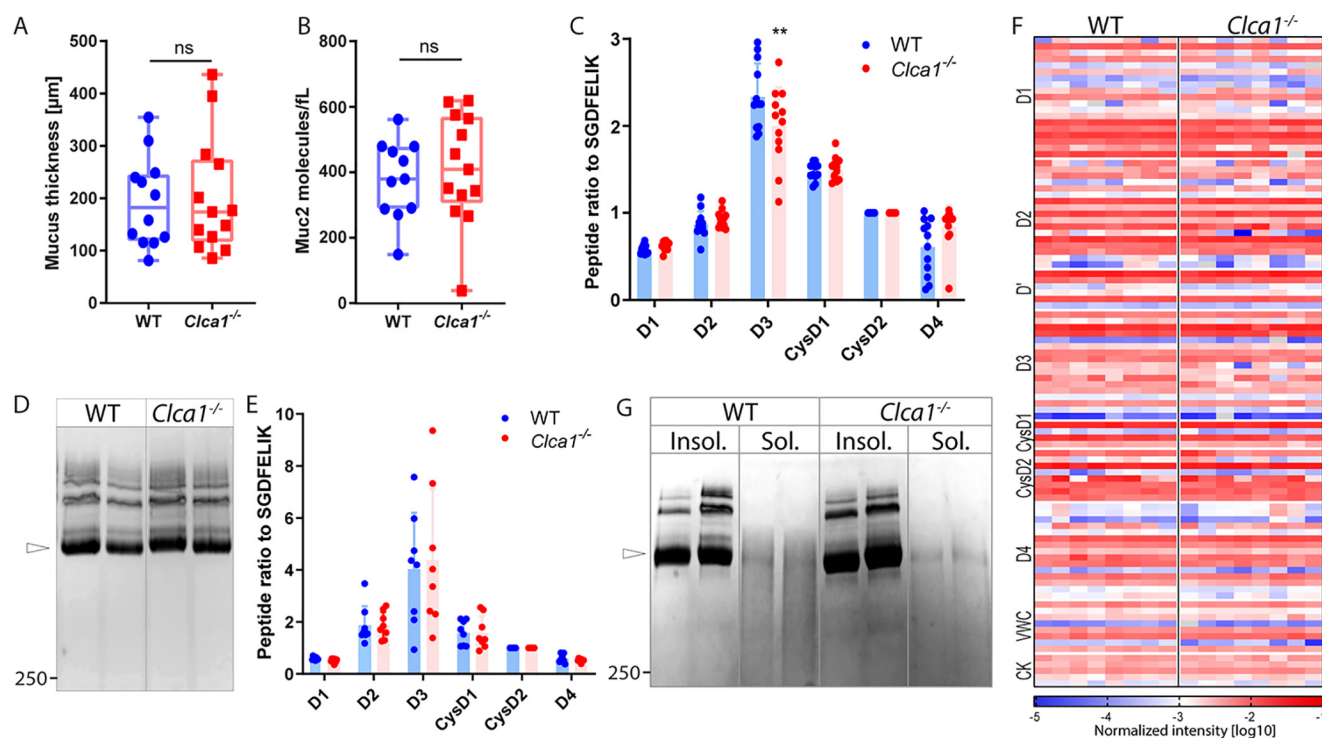 A
Mucus thickness [µm]
500
400
300
200
100
0
ns
WT
Clca1-/-
B
Muc2 molecules/fL
800
600
400
200
0
ns
WT
Clca1-/-
C
Peptide ratio to SGDFELIK
3
2
1
0
**
WT
Clca1-/-
D1
D2
D3
CysD1
CysD2
D4
D
WT
Clca1-/-
250
E
Peptide ratio to SGDFELIK
10
8
6
4
2
0
WT
Clca1-/-
D1
D2
D3
CysD1
CysD2
D4
F
WT
Clca1-/-
D1
D2
D'
D3
CysD1
CysD2
D4
VWC
CK
-5
-4
-3
-2
-1
Normalized intensity [log10]
G
WT
Clca1-/-
Insol.
Sol.
Insol.
Sol.
250